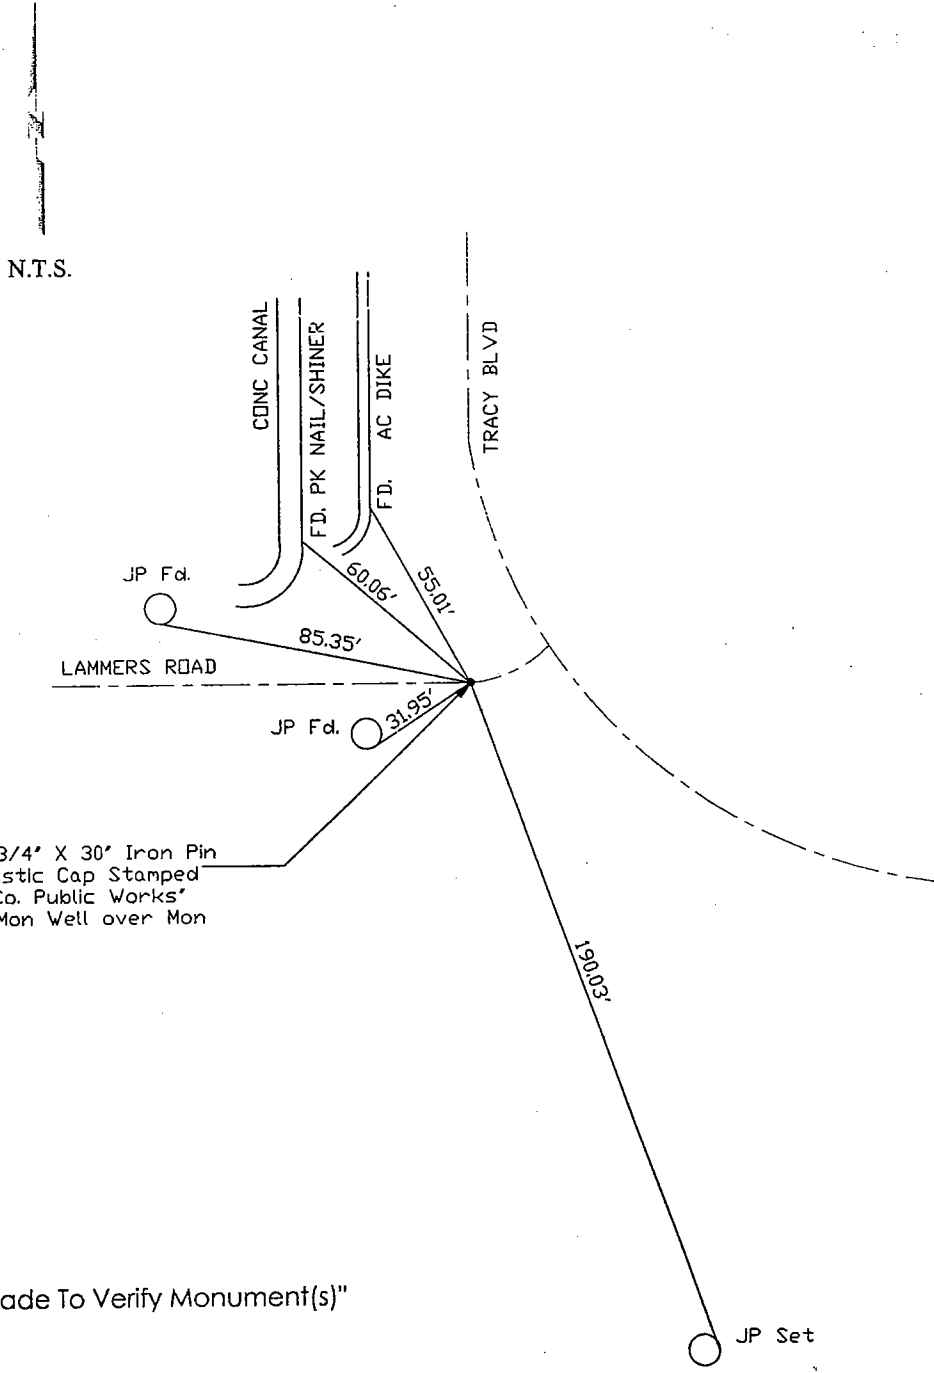 N.T.S.
CONC CANAL
FD. PK NAIL/SHINER
FD. AC DIKE
TRACY BLVD
JP Fd.
60.06'
55.01'
85.35'
LAMMERS ROAD
31.95'
JP Fd.
3/4" X 30" Iron Pin
stic Cap Stamped
Co. Public Works"
Mon Well over Mon
190.03'
ade To Verify Monument(s)"
JP Set